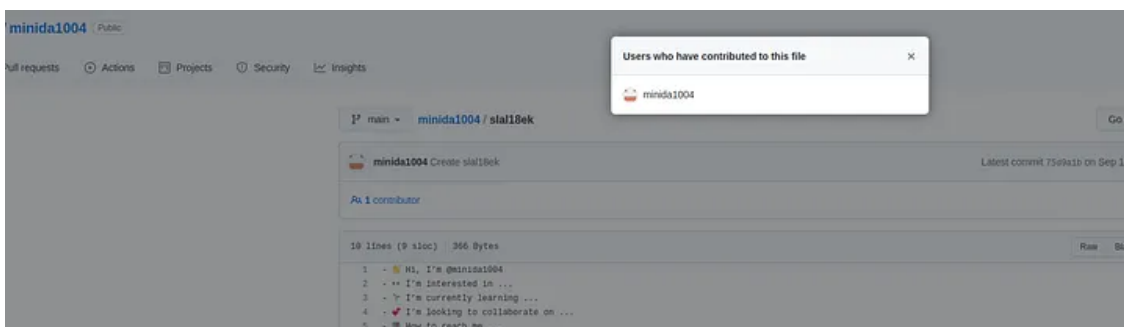 / minida1004 Public
Pull requests Actions Projects Security Insights
Users who have contributed to this file ×
minida1004
main minida1004 / slal18ek Go
minida1004 Create slal18ek Latest commit 75d9a1b on Sep 1
1 contributor
10 lines (9 sloc) 366 Bytes Raw
1 - 👋 Hi, I'm @minida1004
2 - 👀 I'm interested in ...
3 - 🌱 I'm currently learning ...
4 - 💞️ I'm looking to collaborate on ...
5 - 📫 How to reach me